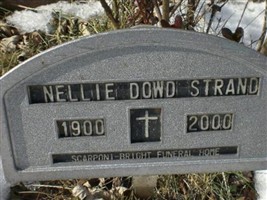 NELLIE DOWD STRAND
1900 2000
SCARPONI-BRIGHT FUNERAL HOME